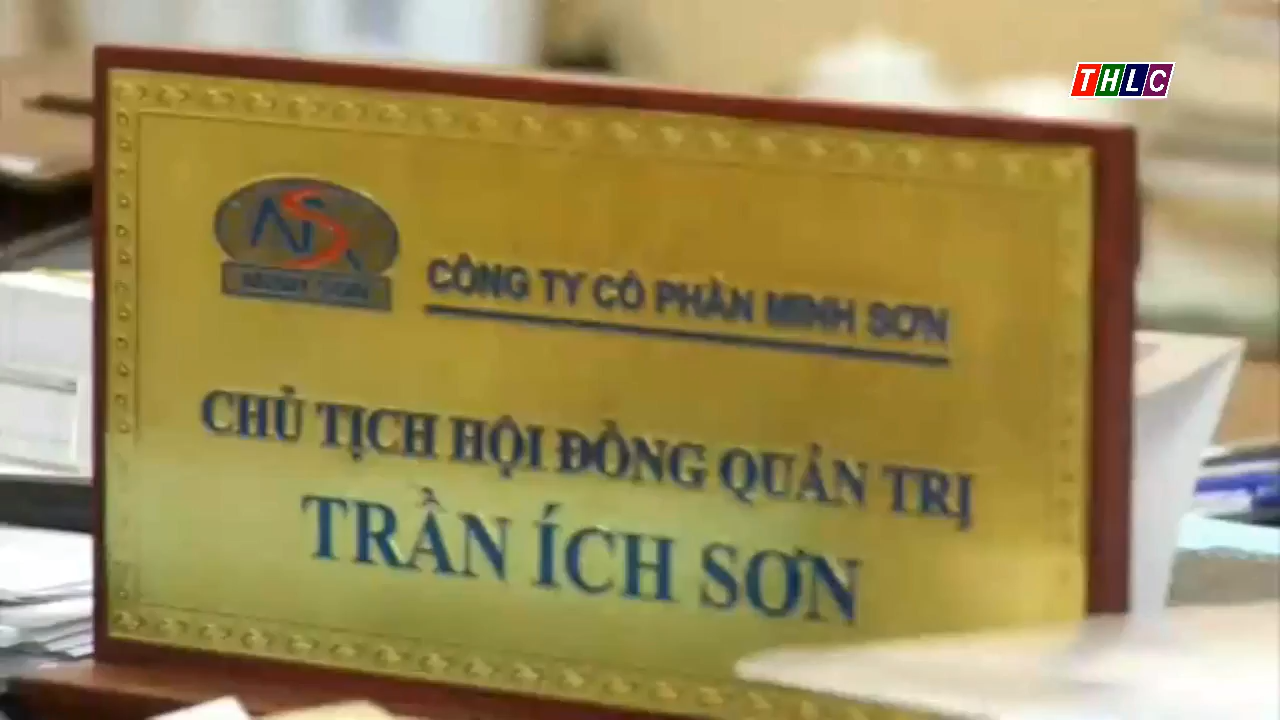 THLC
CÔNG TY CỔ PHẦN MINH SƠN
CHỦ TỊCH HỘI ĐỒNG QUẢN TRỊ
TRẦN ÍCH SƠN